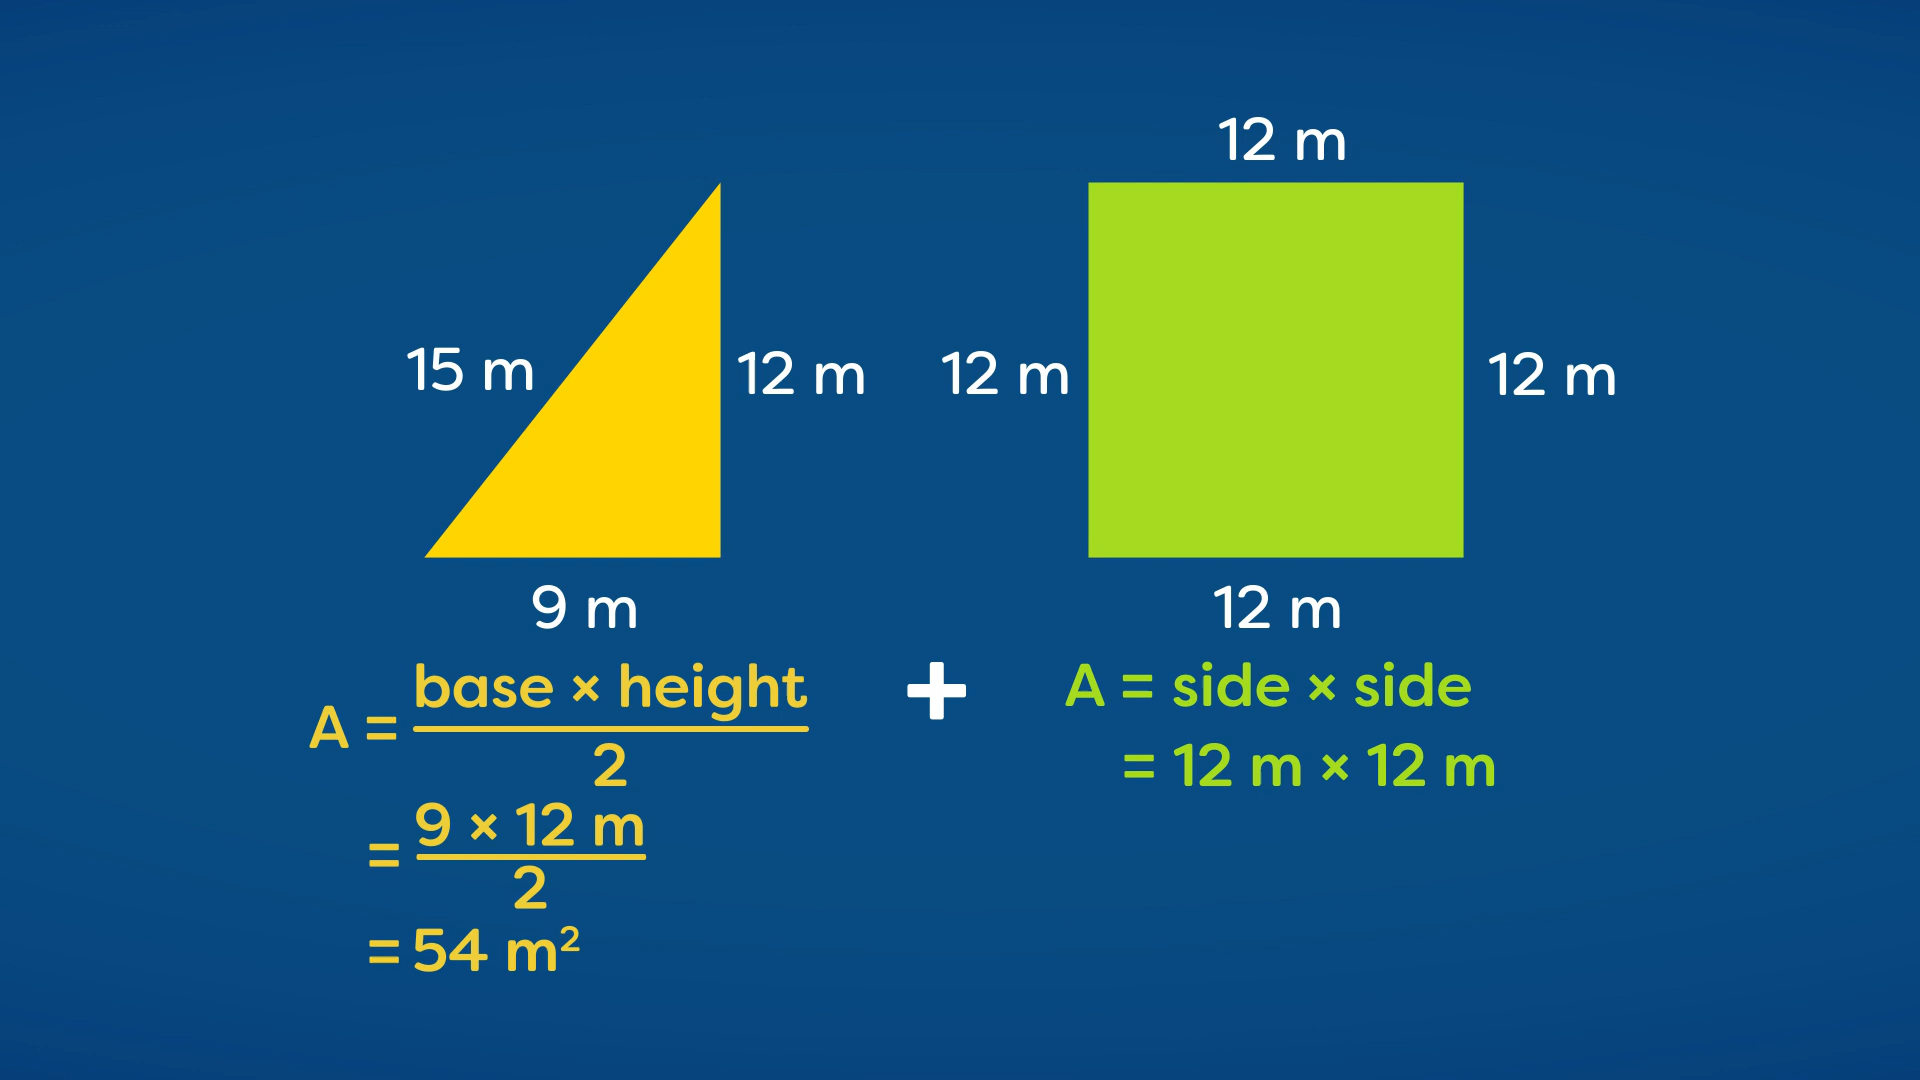 12 m
15 m
12 m
12 m
12 m
9 m
12 m
A = base × height
2
+
A = side × side
= 12 m × 12 m
= 9 × 12 m
2
= 54 m²